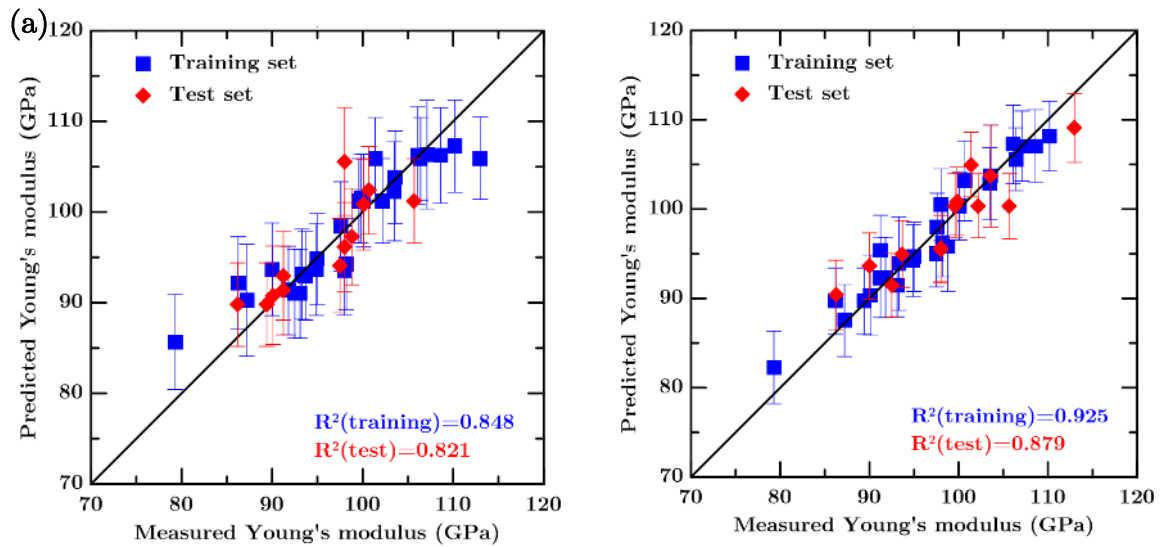 (a)
120
110
100
90
80
70
Predicted Young's modulus (GPa)
Training set
Test set
R²(training)=0.848
R²(test)=0.821
70 80 90 100 110 120
Measured Young's modulus (GPa)
120
110
100
90
80
70
Predicted Young's modulus (GPa)
Training set
Test set
R²(training)=0.925
R²(test)=0.879
70 80 90 100 110 120
Measured Young's modulus (GPa)